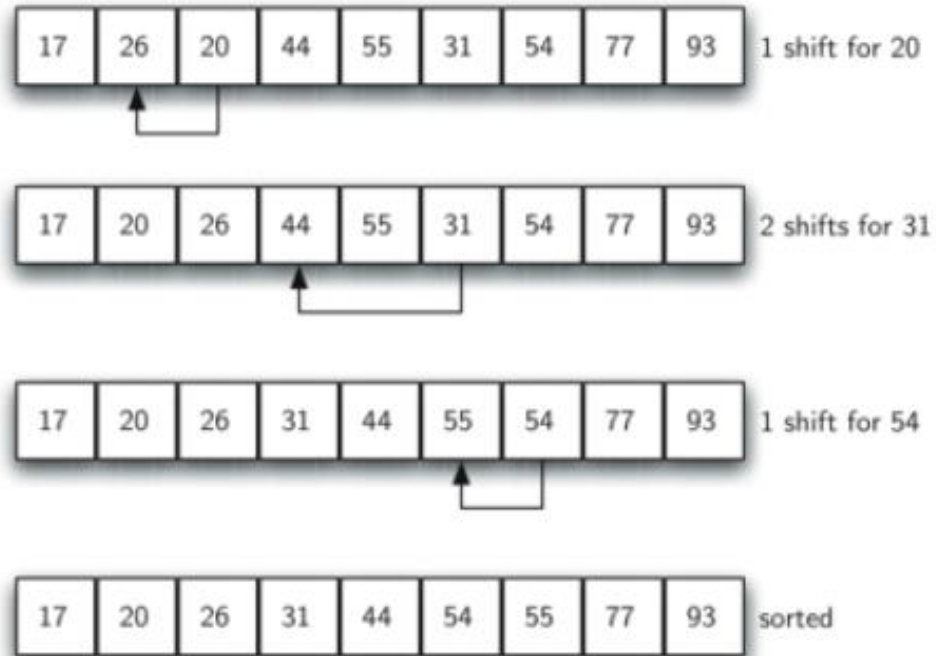 17 26 20 44 55 31 54 77 93 1 shift for 20
17 20 26 44 55 31 54 77 93 2 shifts for 31
17 20 26 31 44 55 54 77 93 1 shift for 54
17 20 26 31 44 54 55 77 93 sorted